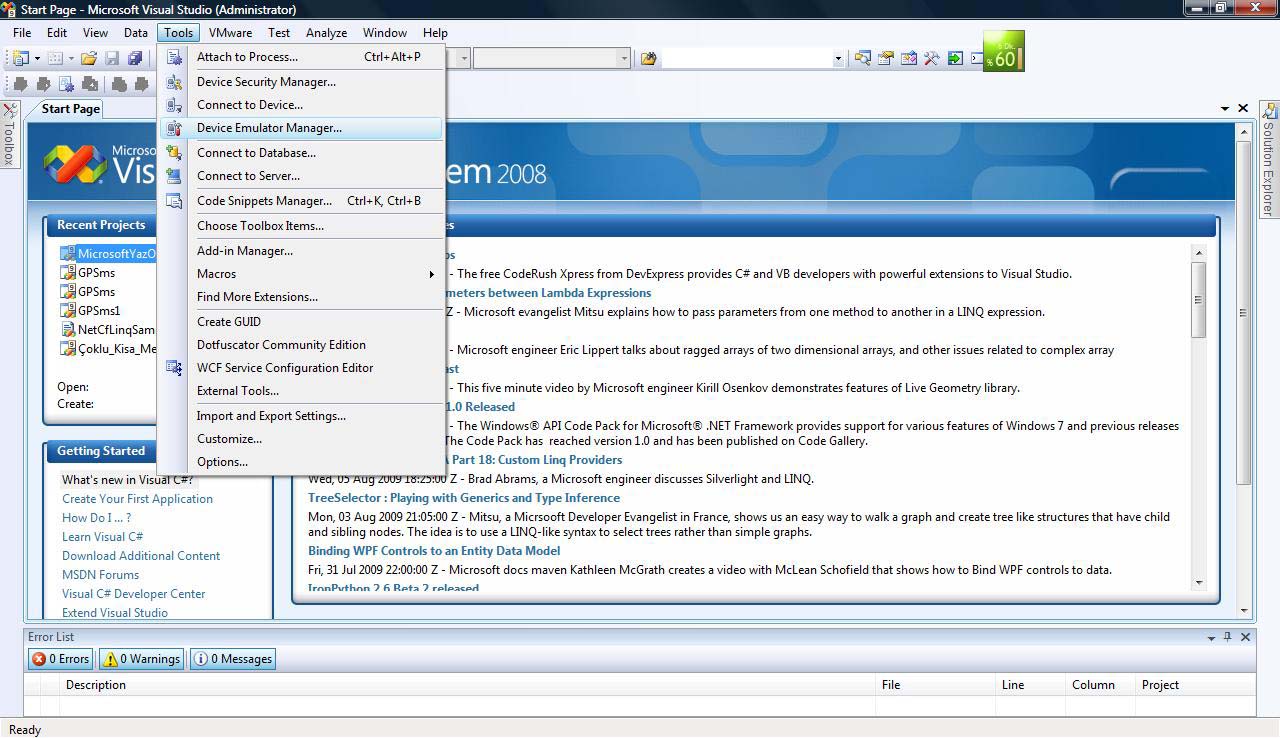 Start Page - Microsoft Visual Studio (Administrator)
File Edit View Data Tools VMware Test Analyze Window Help
Attach to Process... Ctrl+Alt+P
Device Security Manager...
Connect to Device...
Device Emulator Manager...
Connect to Database...
Connect to Server...
Code Snippets Manager... Ctrl+K, Ctrl+B
Choose Toolbox Items...
Add-in Manager...
Macros
Find More Extensions...
Create GUID
Dotfuscator Community Edition
WCF Service Configuration Editor
External Tools...
Import and Export Settings...
Customize...
Options...
%60
Toolbox
Start Page
Solution Explorer
Microso
Vis
em 2008
Recent Projects
MicrosoftYazO
GPSms
GPSms
GPSms1
NetCfLinqSam
Çoklu_Kisa_Me
Open:
Create:
Getting Started
What's new in Visual C#?
Create Your First Application
How Do I ... ?
Learn Visual C#
Download Additional Content
MSDN Forums
Visual C# Developer Center
Extend Visual Studio
es
os
- The free CodeRush Xpress from DevExpress provides C# and VB developers with powerful extensions to Visual Studio.
meters between Lambda Expressions
Z - Microsoft evangelist Mitsu explains how to pass parameters from one method to another in a LINQ expression.
- Microsoft engineer Eric Lippert talks about ragged arrays of two dimensional arrays, and other issues related to complex array
ast
- This five minute video by Microsoft engineer Kirill Osenkov demonstrates features of Live Geometry library.
1.0 Released
- The Windows® API Code Pack for Microsoft® .NET Framework provides support for various features of Windows 7 and previous releases
The Code Pack has reached version 1.0 and has been published on Code Gallery.
A Part 18: Custom Linq Providers
Wed, 05 Aug 2009 18:25:00 Z - Brad Abrams, a Microsoft engineer discusses Silverlight and LINQ.
TreeSelector : Playing with Generics and Type Inference
Mon, 03 Aug 2009 21:05:00 Z - Mitsu, a Micrsoft Developer Evangelist in France, shows us an easy way to walk a graph and create tree like structures that have child
and sibling nodes. The idea is to use a LINQ-like syntax to select trees rather than simple graphs.
Binding WPF Controls to an Entity Data Model
Fri, 31 Jul 2009 22:00:00 Z - Microsoft docs maven Kathleen McGrath creates a video with McLean Schofield that shows how to Bind WPF controls to data.
IronPython 2.6 Beta 2 released
Error List
0 Errors 0 Warnings 0 Messages
Description File Line Column Project
Ready